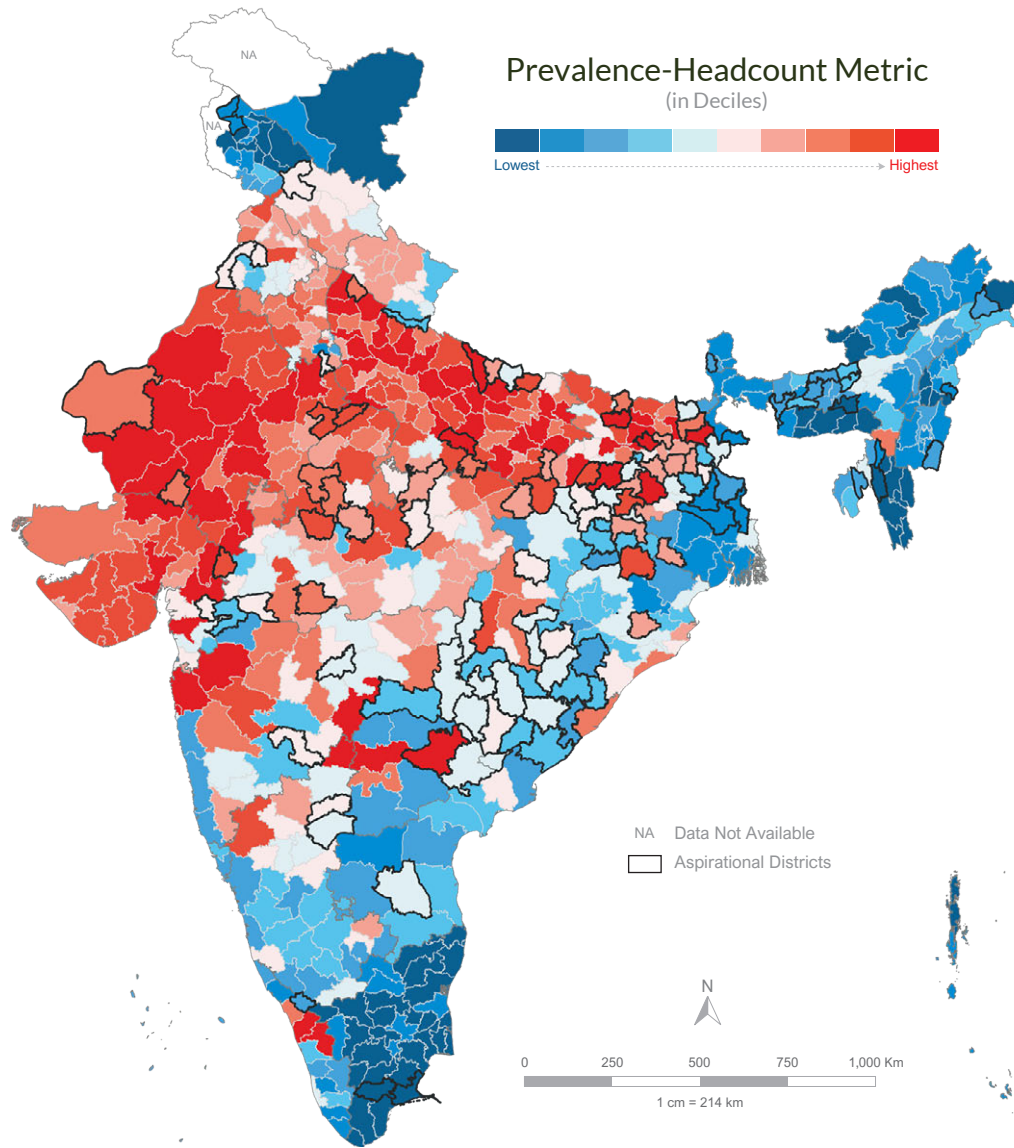 NA
NA
Prevalence-Headcount Metric
(in Deciles)
Lowest
Highest
NA Data Not Available
Aspirational Districts
N
0 250 500 750 1,000 Km
1 cm = 214 km